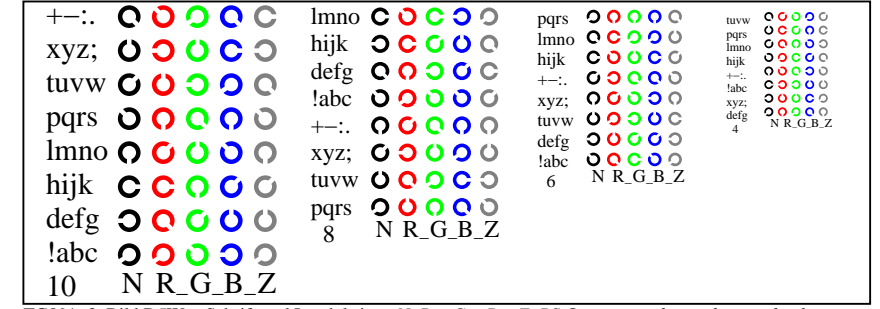 +−:.
xyz;
tuvw
pqrs
lmno
hijk
defg
!abc
10 N R_G_B_Z
lmno
hijk
defg
!abc
+−:.
xyz;
tuvw
pqrs
8 N R_G_B_Z
pqrs
lmno
hijk
+−:.
xyz;
tuvw
defg
!abc
6 N R_G_B_Z
tuvw
pqrs
lmno
hijk
+−:.
!abc
xyz;
defg
4 N R_G_B_Z